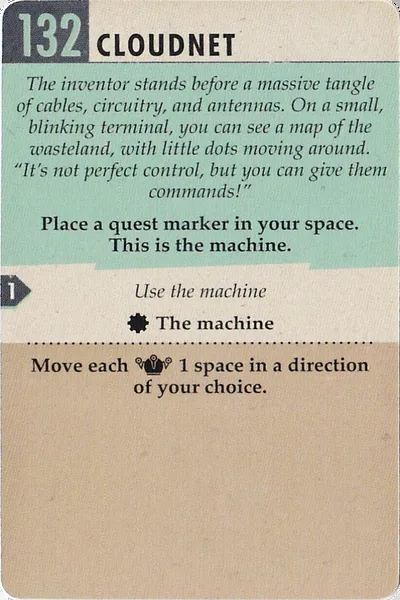 132 CLOUDNET
The inventor stands before a massive tangle
of cables, circuitry, and antennas. On a small,
blinking terminal, you can see a map of the
wasteland, with little dots moving around.
“It’s not perfect control, but you can give them
commands!”
Place a quest marker in your space.
This is the machine.
1
Use the machine
The machine
Move each 1 space in a direction
of your choice.